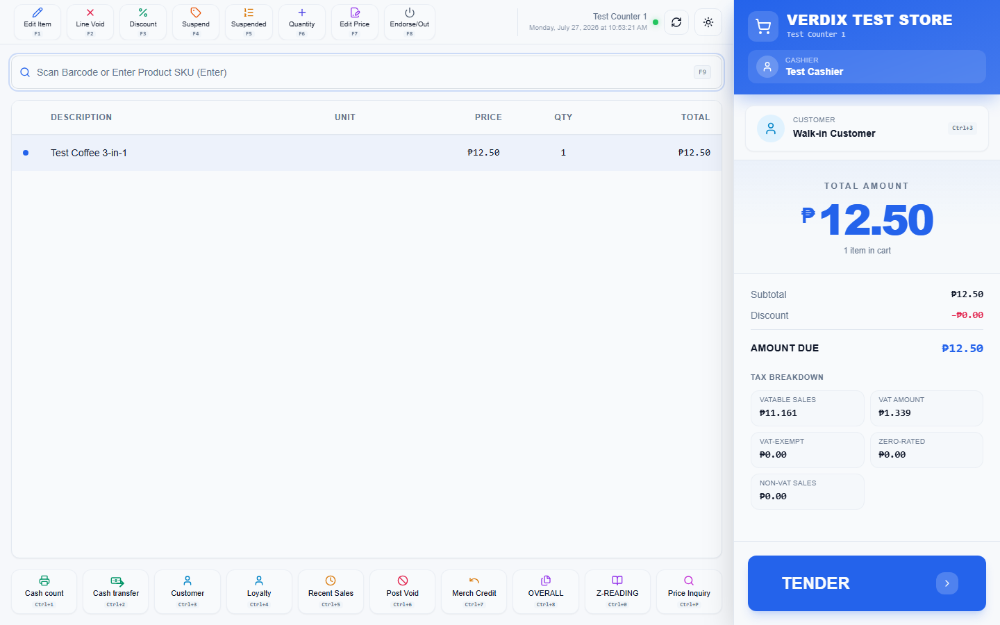 Edit Item
F1
Line Void
F2
Discount
F3
Suspend
F4
Suspended
F5
Quantity
F6
Edit Price
F7
Endorse/Out
F8
Test Counter 1
Monday, July 27, 2026 at 10:53:21 AM
Scan Barcode or Enter Product SKU (Enter)
F9
DESCRIPTION UNIT PRICE QTY TOTAL
Test Coffee 3-in-1 ₱12.50 1 ₱12.50
Cash count
Ctrl+1
Cash transfer
Ctrl+2
Customer
Ctrl+3
Loyalty
Ctrl+4
Recent Sales
Ctrl+5
Post Void
Ctrl+6
Merch Credit
Ctrl+7
OVERALL
Ctrl+8
Z-READING
Ctrl+0
Price Inquiry
Ctrl+P
VERDIX TEST STORE
Test Counter 1
CASHIER
Test Cashier
CUSTOMER
Walk-in Customer
Ctrl+3
TOTAL AMOUNT
₱12.50
1 item in cart
Subtotal ₱12.50
Discount -₱0.00
AMOUNT DUE ₱12.50
TAX BREAKDOWN
VATABLE SALES
₱11.161
VAT AMOUNT
₱1.339
VAT-EXEMPT
₱0.00
ZERO-RATED
₱0.00
NON-VAT SALES
₱0.00
TENDER